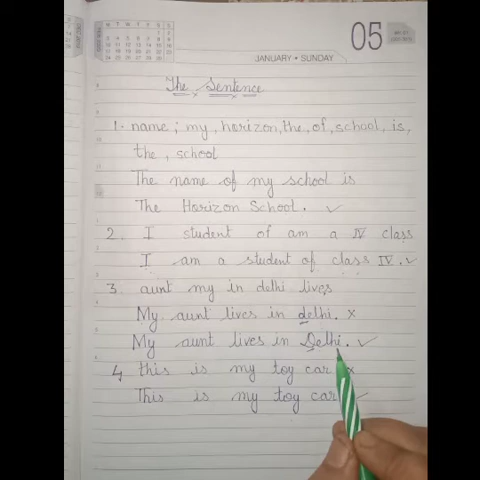 05
JANUARY • SUNDAY
The Sentence
1. name; my, horizon, the, of, school, is,
the, school
The name of my school is
The Horizon School. ✓
2. I student of am a IV class
I am a student of class IV. ✓
3. aunt my in delhi lives
My aunt lives in delhi. ×
My aunt lives in Delhi. ✓
4 this is my toy car ×
This is my toy car ✓